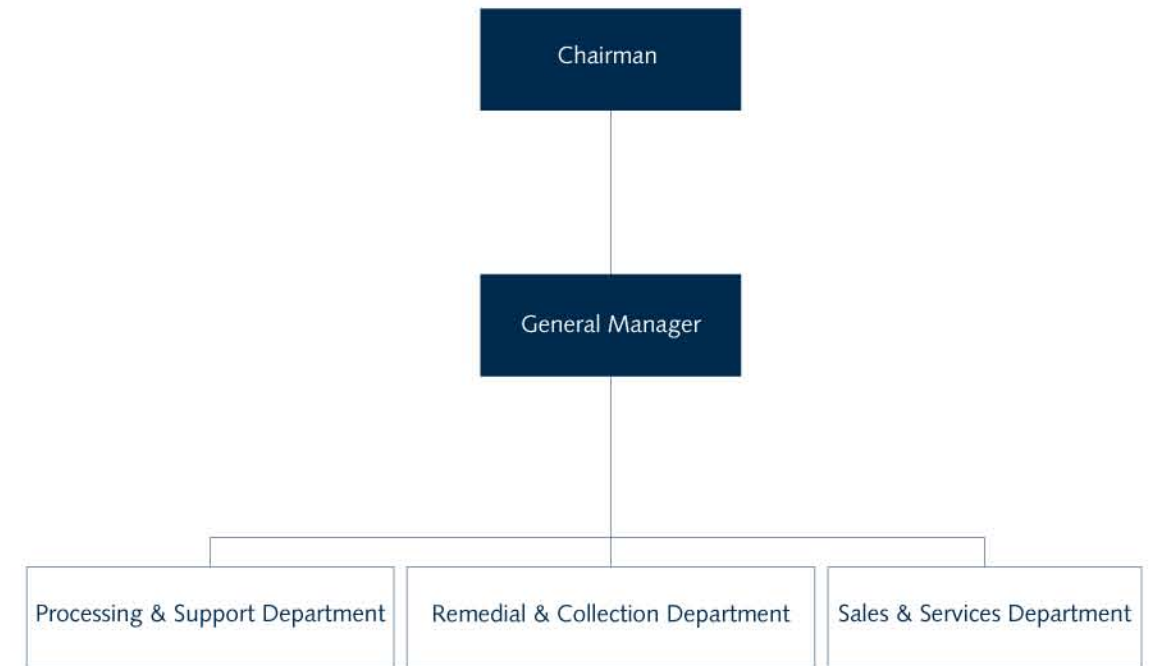 Chairman
General Manager
Processing & Support Department
Remedial & Collection Department
Sales & Services Department